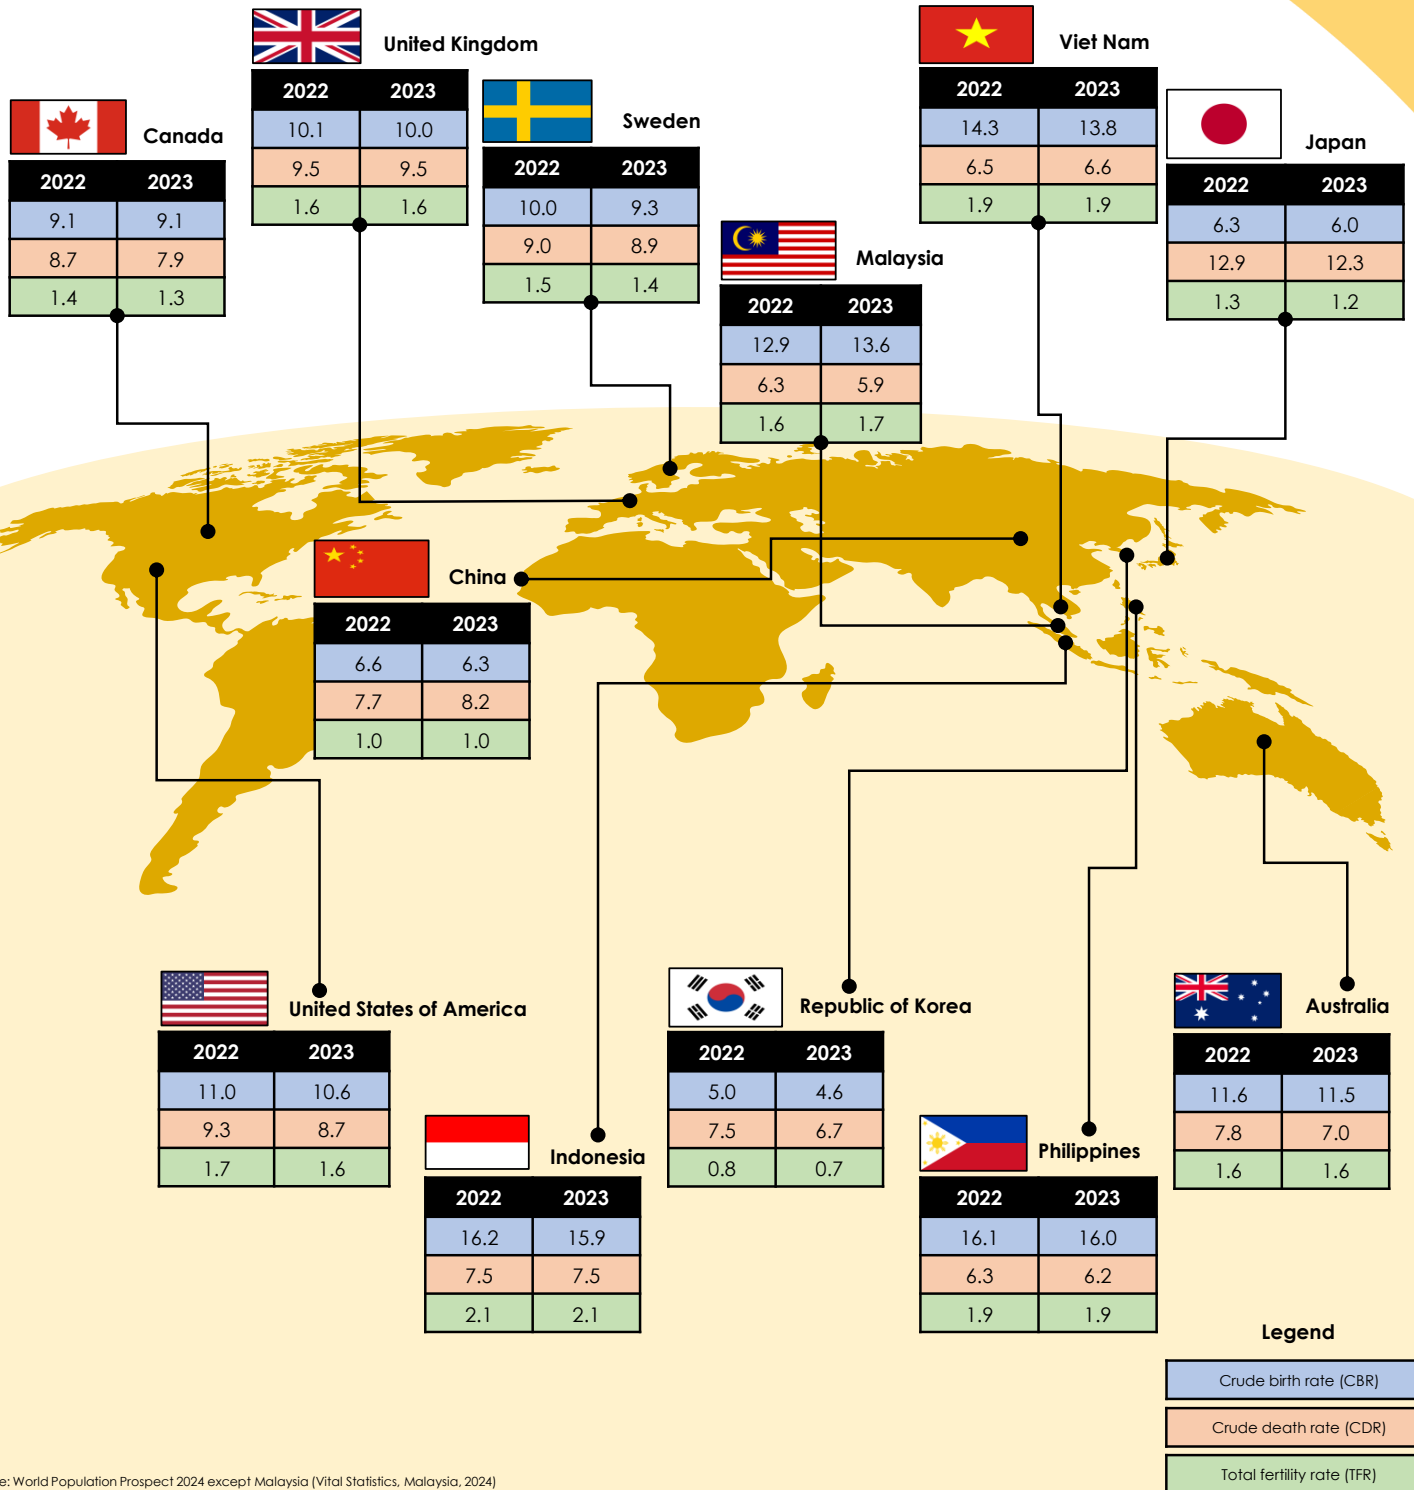 United Kingdom
2022 2023
10.1 10.0
9.5 9.5
1.6 1.6
Viet Nam
2022 2023
14.3 13.8
6.5 6.6
1.9 1.9
Canada
2022 2023
9.1 9.1
8.7 7.9
1.4 1.3
Sweden
2022 2023
10.0 9.3
9.0 8.9
1.5 1.4
Japan
2022 2023
6.3 6.0
12.9 12.3
1.3 1.2
Malaysia
2022 2023
12.9 13.6
6.3 5.9
1.6 1.7
China
2022 2023
6.6 6.3
7.7 8.2
1.0 1.0
United States of America
2022 2023
11.0 10.6
9.3 8.7
1.7 1.6
Republic of Korea
2022 2023
5.0 4.6
7.5 6.7
0.8 0.7
Australia
2022 2023
11.6 11.5
7.8 7.0
1.6 1.6
Indonesia
2022 2023
16.2 15.9
7.5 7.5
2.1 2.1
Philippines
2022 2023
16.1 16.0
6.3 6.2
1.9 1.9
Legend
Crude birth rate (CBR)
Crude death rate (CDR)
Total fertility rate (TFR)
e: World Population Prospect 2024 except Malaysia (Vital Statistics, Malaysia, 2024)